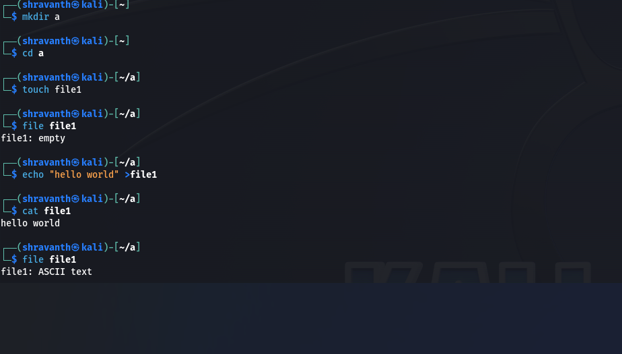 ┌──(shravanth㉿kali)-[~]
└─$ mkdir a
┌──(shravanth㉿kali)-[~]
└─$ cd a
┌──(shravanth㉿kali)-[~/a]
└─$ touch file1
┌──(shravanth㉿kali)-[~/a]
└─$ file file1
file1: empty
┌──(shravanth㉿kali)-[~/a]
└─$ echo "hello world" >file1
┌──(shravanth㉿kali)-[~/a]
└─$ cat file1
hello world
┌──(shravanth㉿kali)-[~/a]
└─$ file file1
file1: ASCII text
KALI